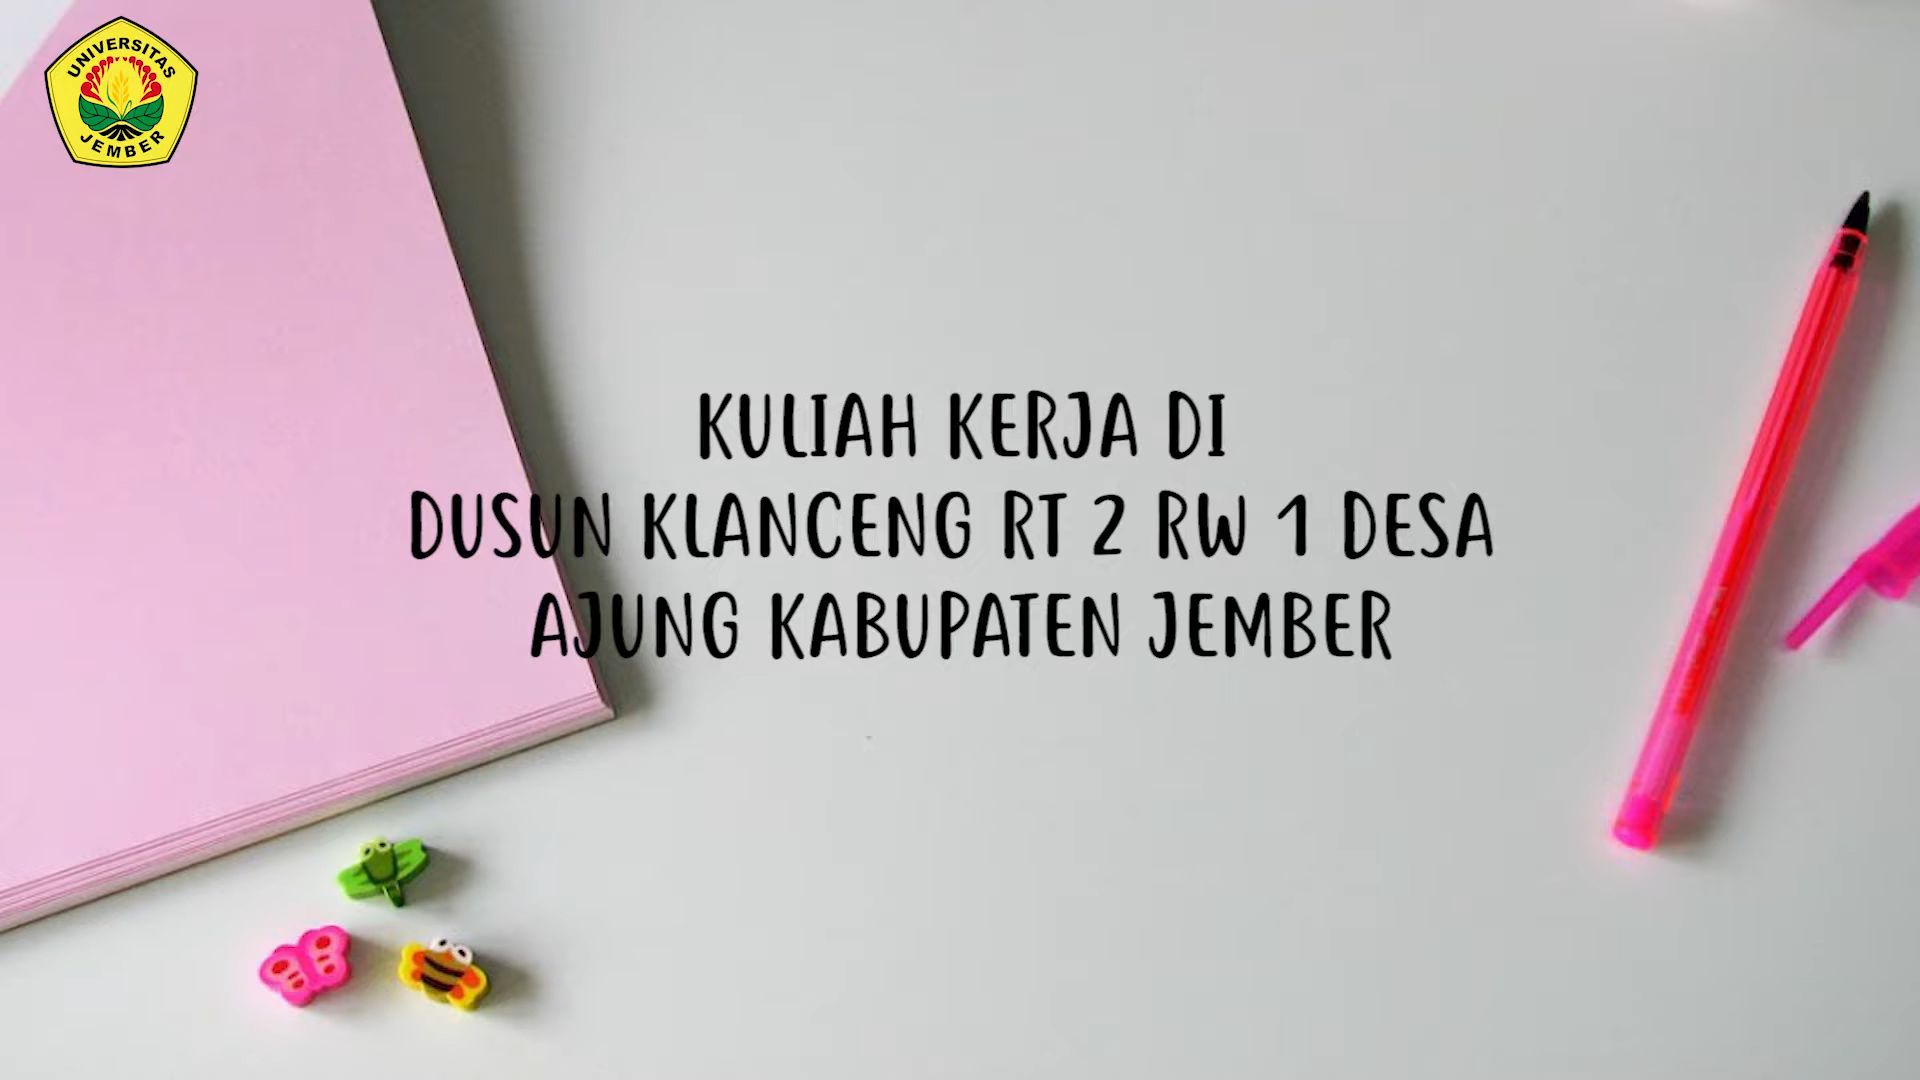 UNIVERSITAS
JEMBER
KULIAH KERJA DI
DUSUN KLANCENG RT 2 RW 1 DESA
AJUNG KABUPATEN JEMBER